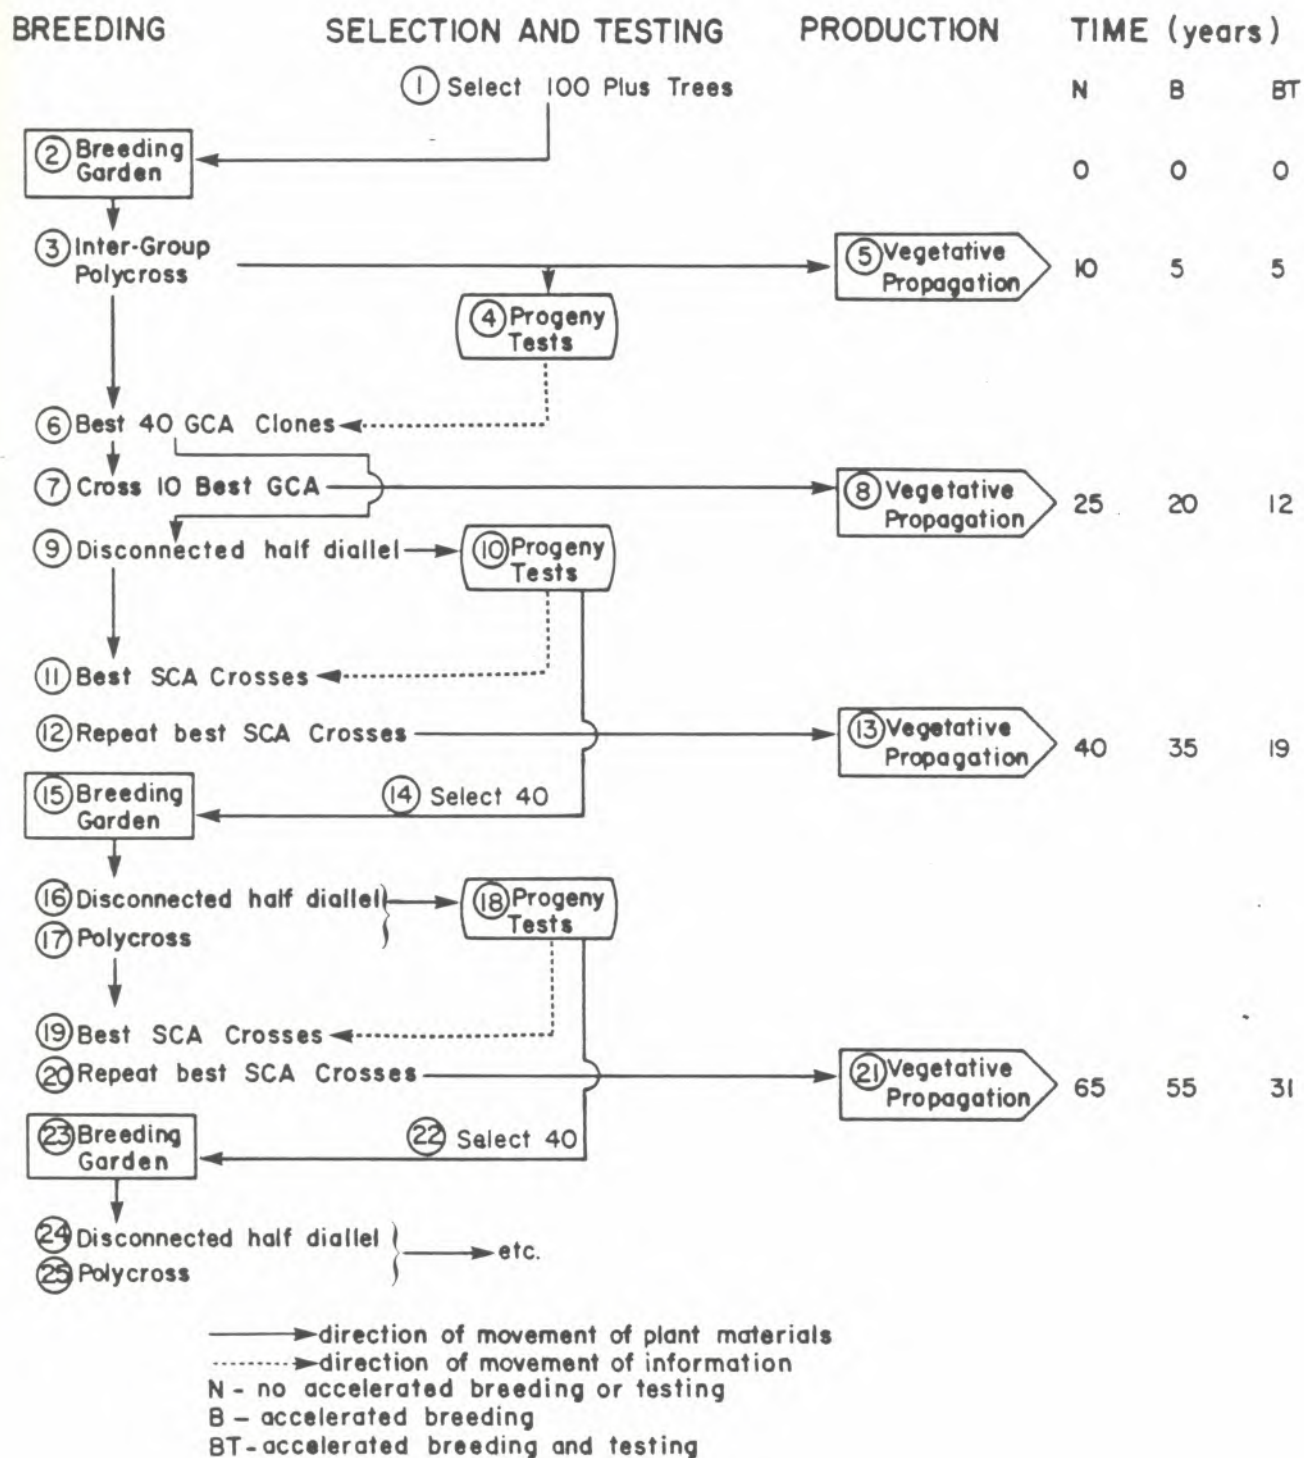 BREEDING SELECTION AND TESTING PRODUCTION TIME (years)
① Select 100 Plus Trees N B BT
② Breeding
Garden
0 0 0
③ Inter-Group
Polycross
⑤ Vegetative
Propagation
10 5 5
④ Progeny
Tests
⑥ Best 40 GCA Clones
⑦ Cross 10 Best GCA
⑧ Vegetative
Propagation
25 20 12
⑨ Disconnected half diallel
⑩ Progeny
Tests
⑪ Best SCA Crosses
⑫ Repeat best SCA Crosses
⑬ Vegetative
Propagation
40 35 19
⑭ Select 40
⑮ Breeding
Garden
⑯ Disconnected half diallel
⑰ Polycross
⑱ Progeny
Tests
⑲ Best SCA Crosses
⑳ Repeat best SCA Crosses
㉑ Vegetative
Propagation
65 55 31
㉒ Select 40
㉓ Breeding
Garden
㉔ Disconnected half diallel
㉕ Polycross
etc.
direction of movement of plant materials
direction of movement of information
N - no accelerated breeding or testing
B - accelerated breeding
BT - accelerated breeding and testing